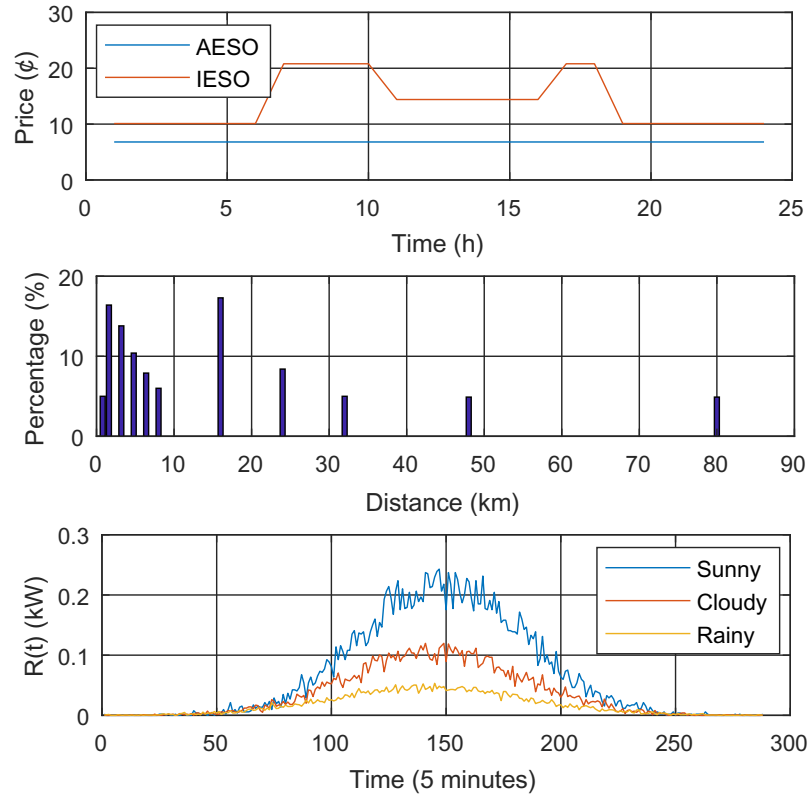 30
20
10
0
Price (¢)
AESO
IESO
0 5 10 15 20 25
Time (h)
20
10
0
Percentage (%)
0 10 20 30 40 50 60 70 80 90
Distance (km)
0.3
0.2
0.1
0
R(t) (kW)
Sunny
Cloudy
Rainy
0 50 100 150 200 250 300
Time (5 minutes)